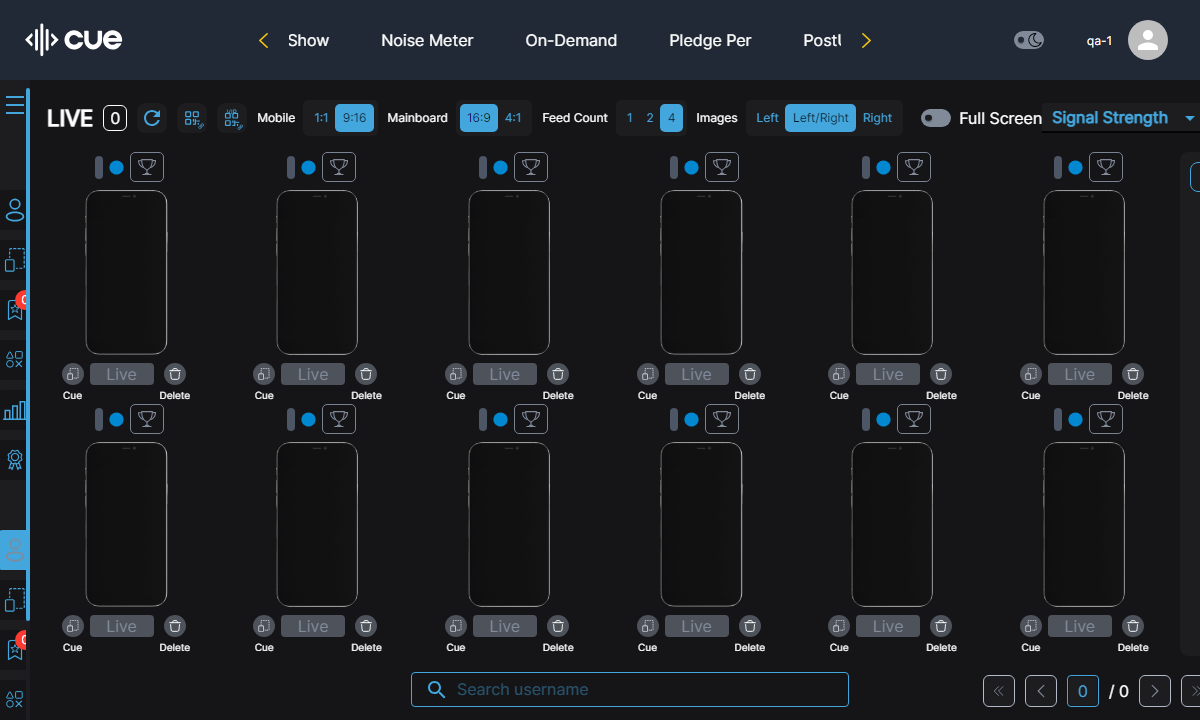 cue
Show
Noise Meter
On-Demand
Pledge Per
qa-1
LIVE 0
Mobile 1:1 9:16
Mainboard 16:9 4:1
Feed Count 1 2 4
Images Left Left/Right Right
Full Screen
Signal Strength
Live Live Live Live Live Live
Cue Delete Cue Delete Cue Delete Cue Delete Cue Delete Cue Delete
Live Live Live Live Live Live
Cue Delete Cue Delete Cue Delete Cue Delete Cue Delete Cue Delete
Search username
0 / 0